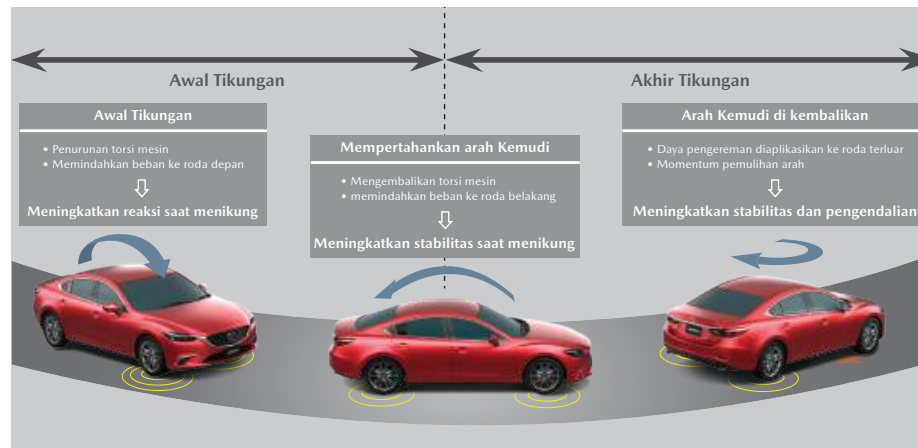 Awal Tikungan
Akhir Tikungan
Awal Tikungan
• Penurunan torsi mesin
• Memindahkan beban ke roda depan
Meningkatkan reaksi saat menikung
Mempertahankan arah Kemudi
• Mengembalikan torsi mesin
• memindahkan beban ke roda belakang
Meningkatkan stabilitas saat menikung
Arah Kemudi di kembalikan
• Daya pengereman diaplikasikan ke roda terluar
• Momentum pemulihan arah
Meningkatkan stabilitas dan pengendalian